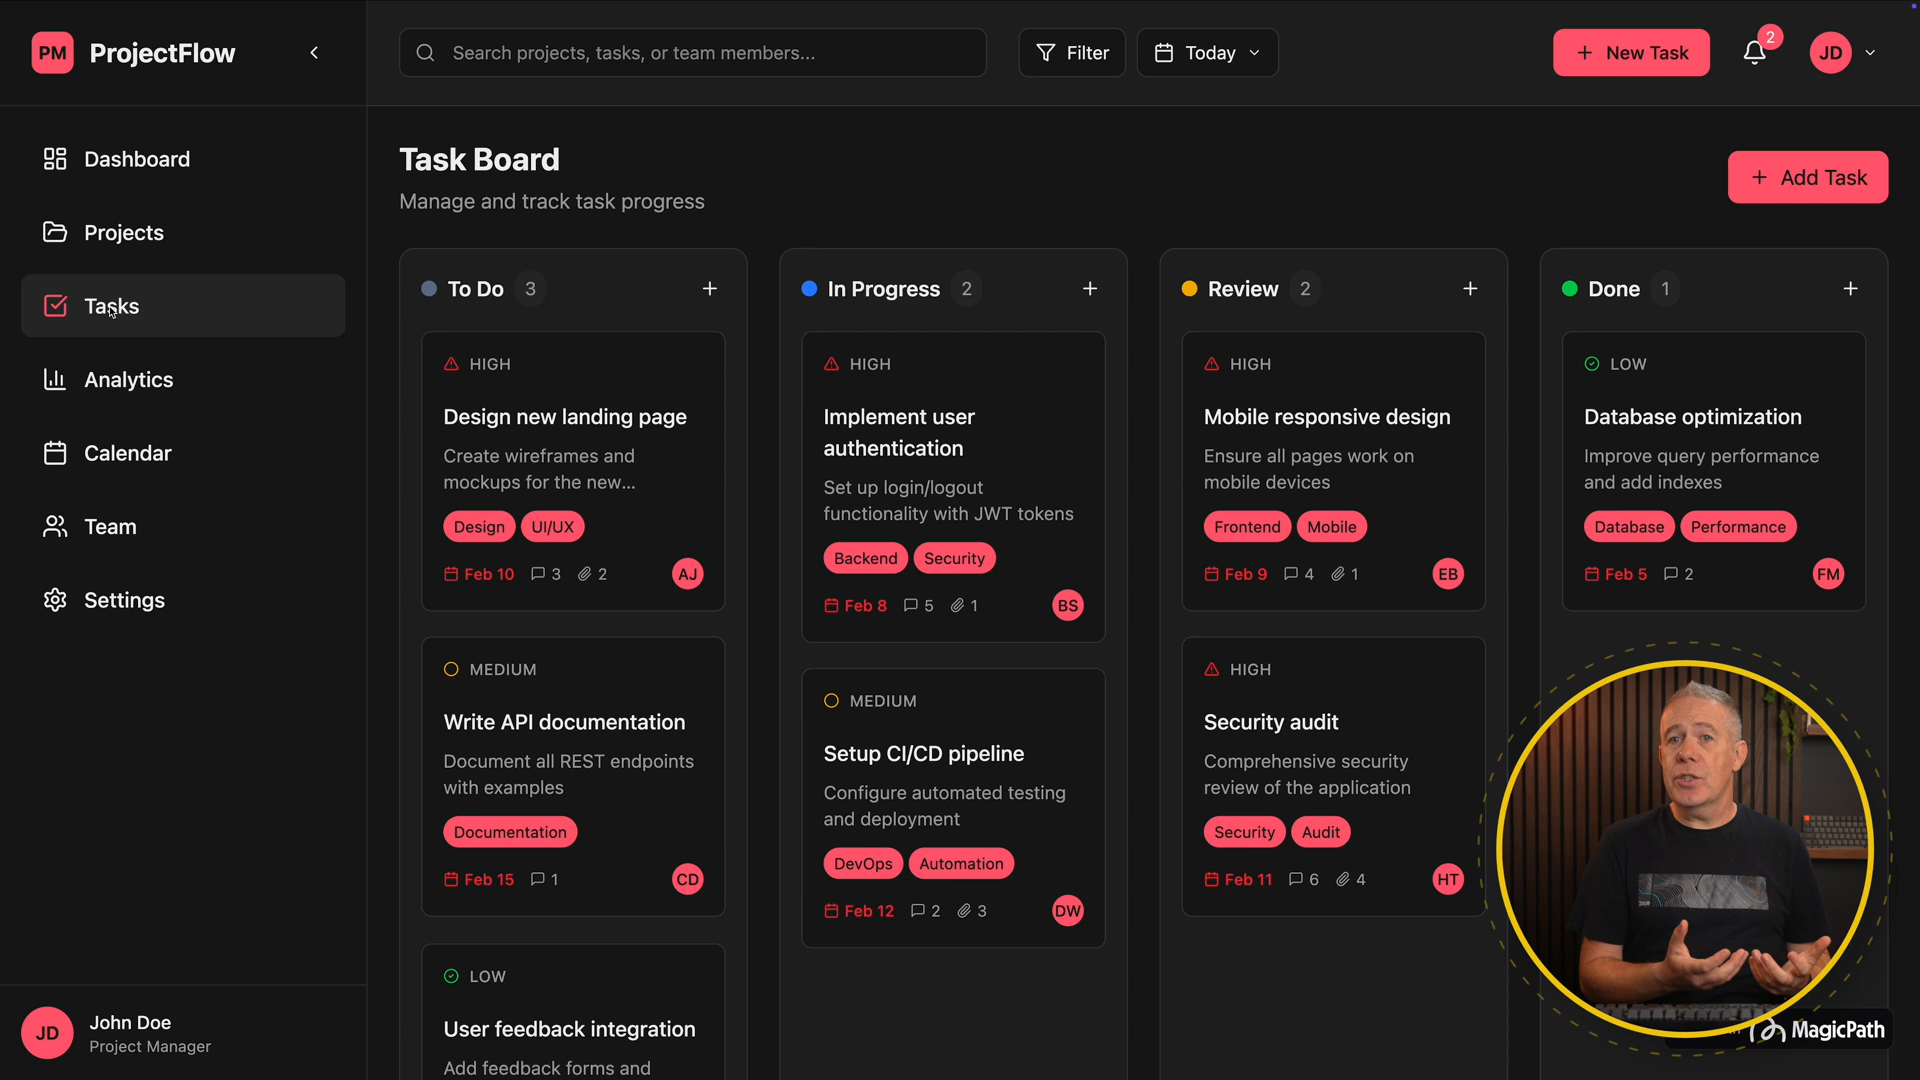 PM ProjectFlow
Search projects, tasks, or team members...
Filter
Today
New Task
2
JD
Dashboard
Projects
Tasks
Analytics
Calendar
Team
Settings
JD
John Doe
Project Manager
Task Board
Manage and track task progress
Add Task
To Do 3
HIGH
Design new landing page
Create wireframes and
mockups for the new...
Design UI/UX
Feb 10 3 2 AJ
MEDIUM
Write API documentation
Document all REST endpoints
with examples
Documentation
Feb 15 1 CD
LOW
User feedback integration
Add feedback forms and
In Progress 2
HIGH
Implement user
authentication
Set up login/logout
functionality with JWT tokens
Backend Security
Feb 8 5 1 BS
MEDIUM
Setup CI/CD pipeline
Configure automated testing
and deployment
DevOps Automation
Feb 12 2 3 DW
Review 2
HIGH
Mobile responsive design
Ensure all pages work on
mobile devices
Frontend Mobile
Feb 9 4 1 EB
HIGH
Security audit
Comprehensive security
review of the application
Security Audit
Feb 11 6 4 HT
Done 1
LOW
Database optimization
Improve query performance
and add indexes
Database Performance
Feb 5 2 FM
MagicPath